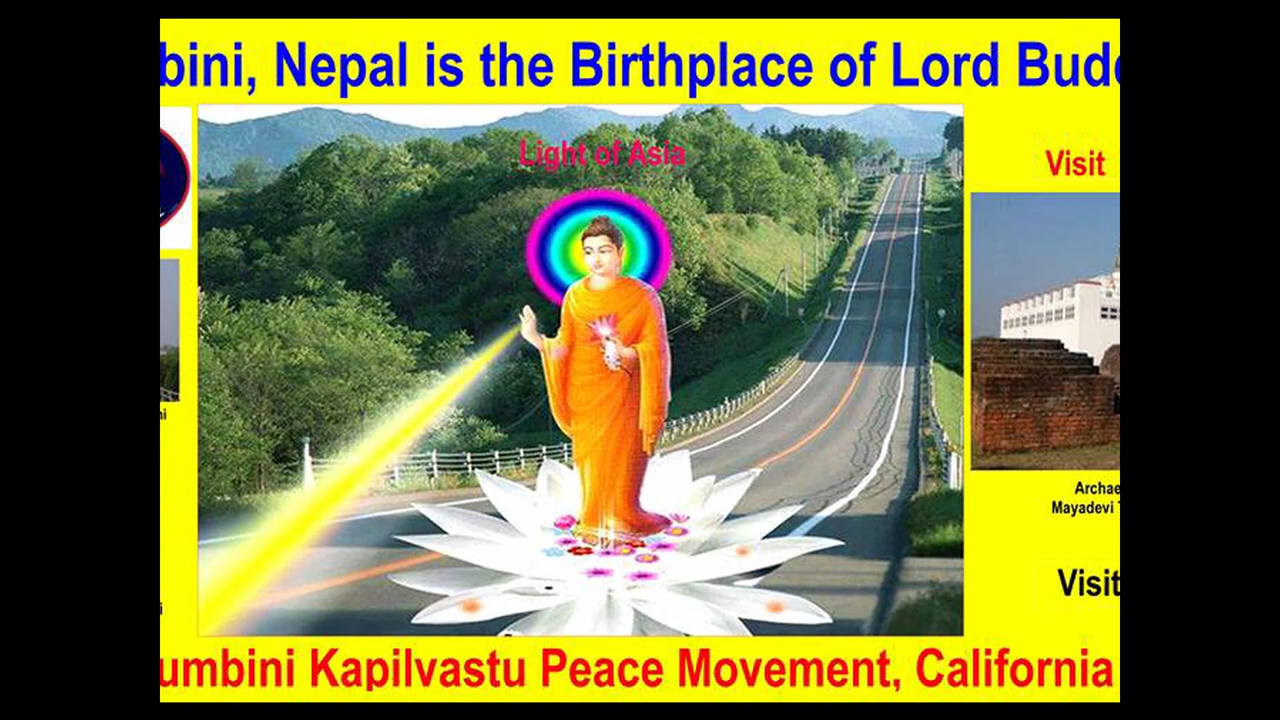 bini, Nepal is the Birthplace of Lord Bud
Light of Asia
Visit
Archae
Mayadevi
Visit
umbini Kapilvastu Peace Movement, California